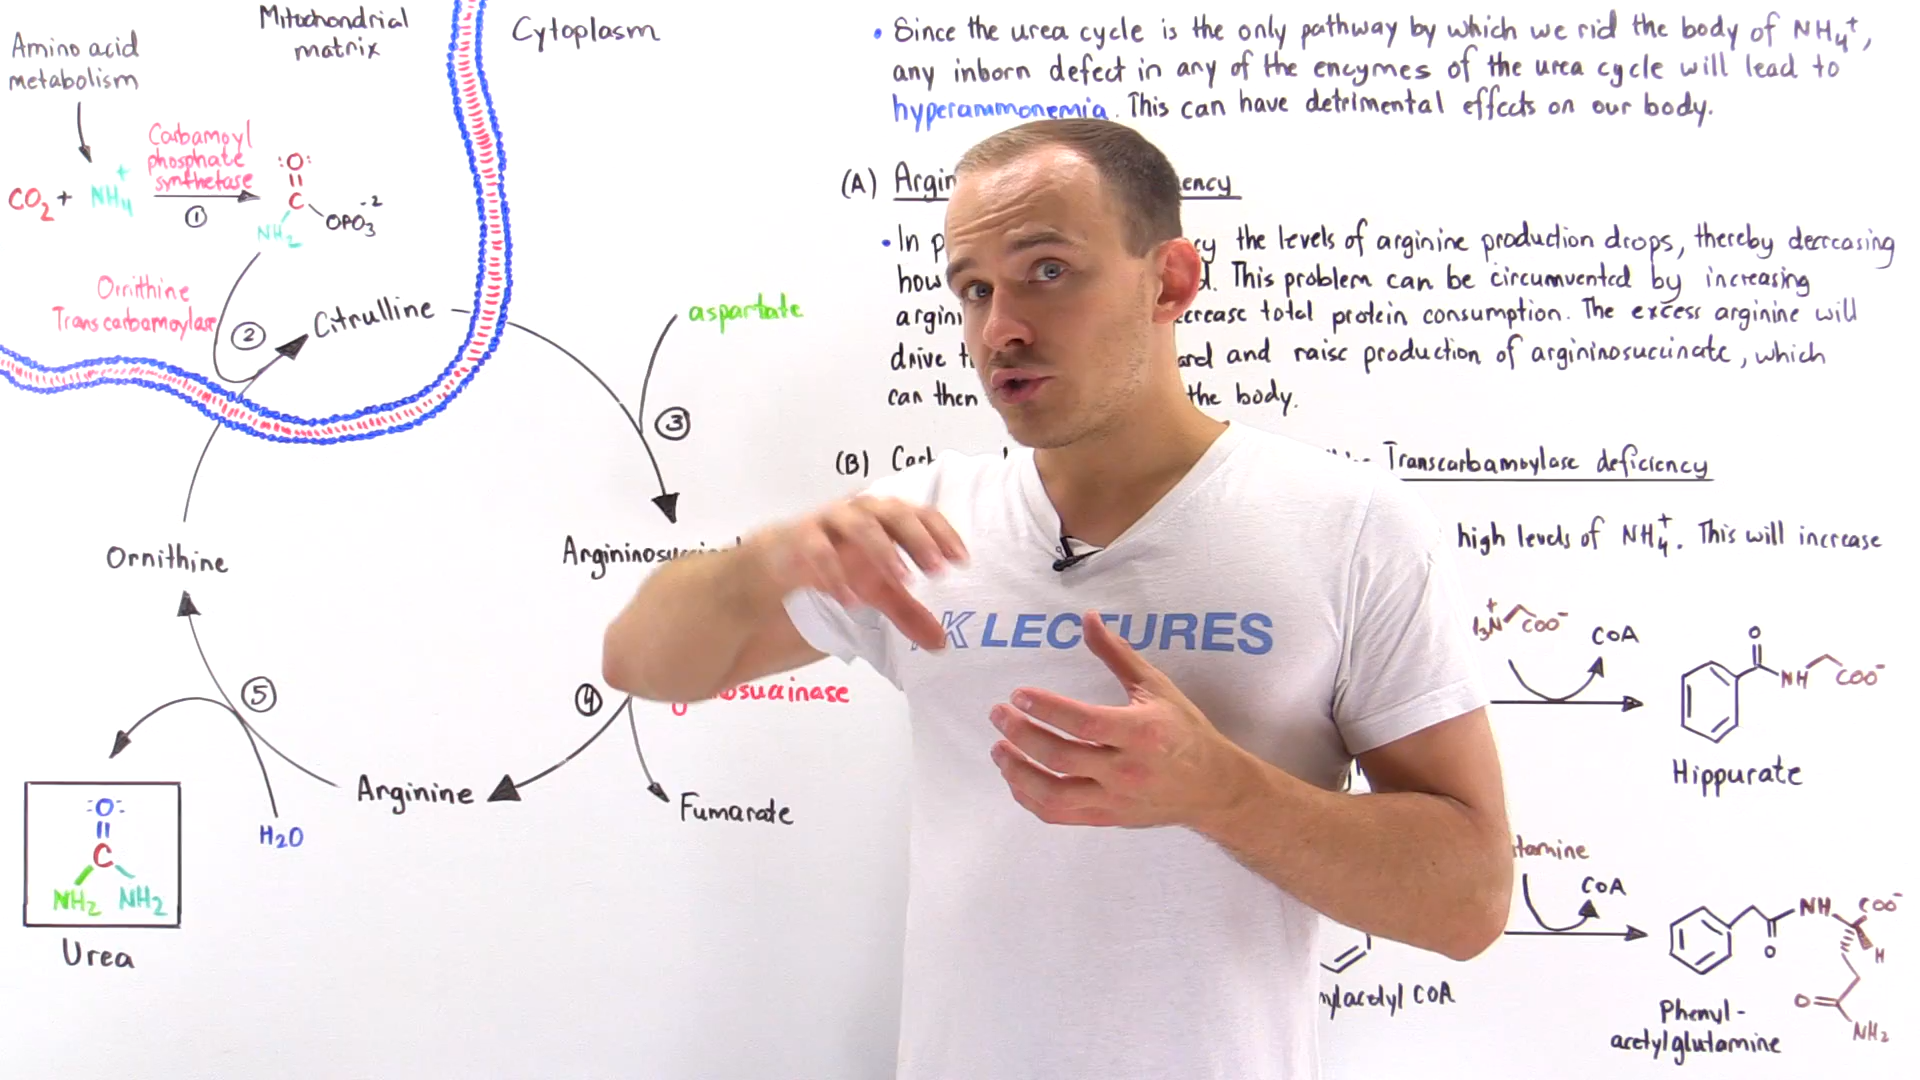 Amino acid
metabolism
Mitochondrial
matrix
Cytoplasm
CO2 + NH4+
Carbamoyl
phosphate
synthetase
1
:O:
C
NH2
OPO3-2
Ornithine
Transcarbamoylase
2
Citrulline
aspartate
3
Ornithine
4
5
Arginine
Fumarate
H2O
:O:
C
NH2 NH2
Urea
• Since the urea cycle is the only pathway by which we rid the body of NH4+,
any inborn defect in any of the encymes of the urea cycle will lead to
hyperammonemia. This can have detrimental effects on our body.
(A)
• In the levels of arginine production drops, thereby decreasing
how This problem can be circumvented by increasing
total protein consumption. The excess arginine will
and raise production of argininosuccinate, which
can then the body.
(B) Transcarbamoylase deficiency
high levels of NH4+. This will increase
COO-
CoA
O
NH
COO-
Hippurate
CoA
NH
COO-
O
H
O
NH2
CoA
Phenyl-
acetylglutamine
K LECTURES